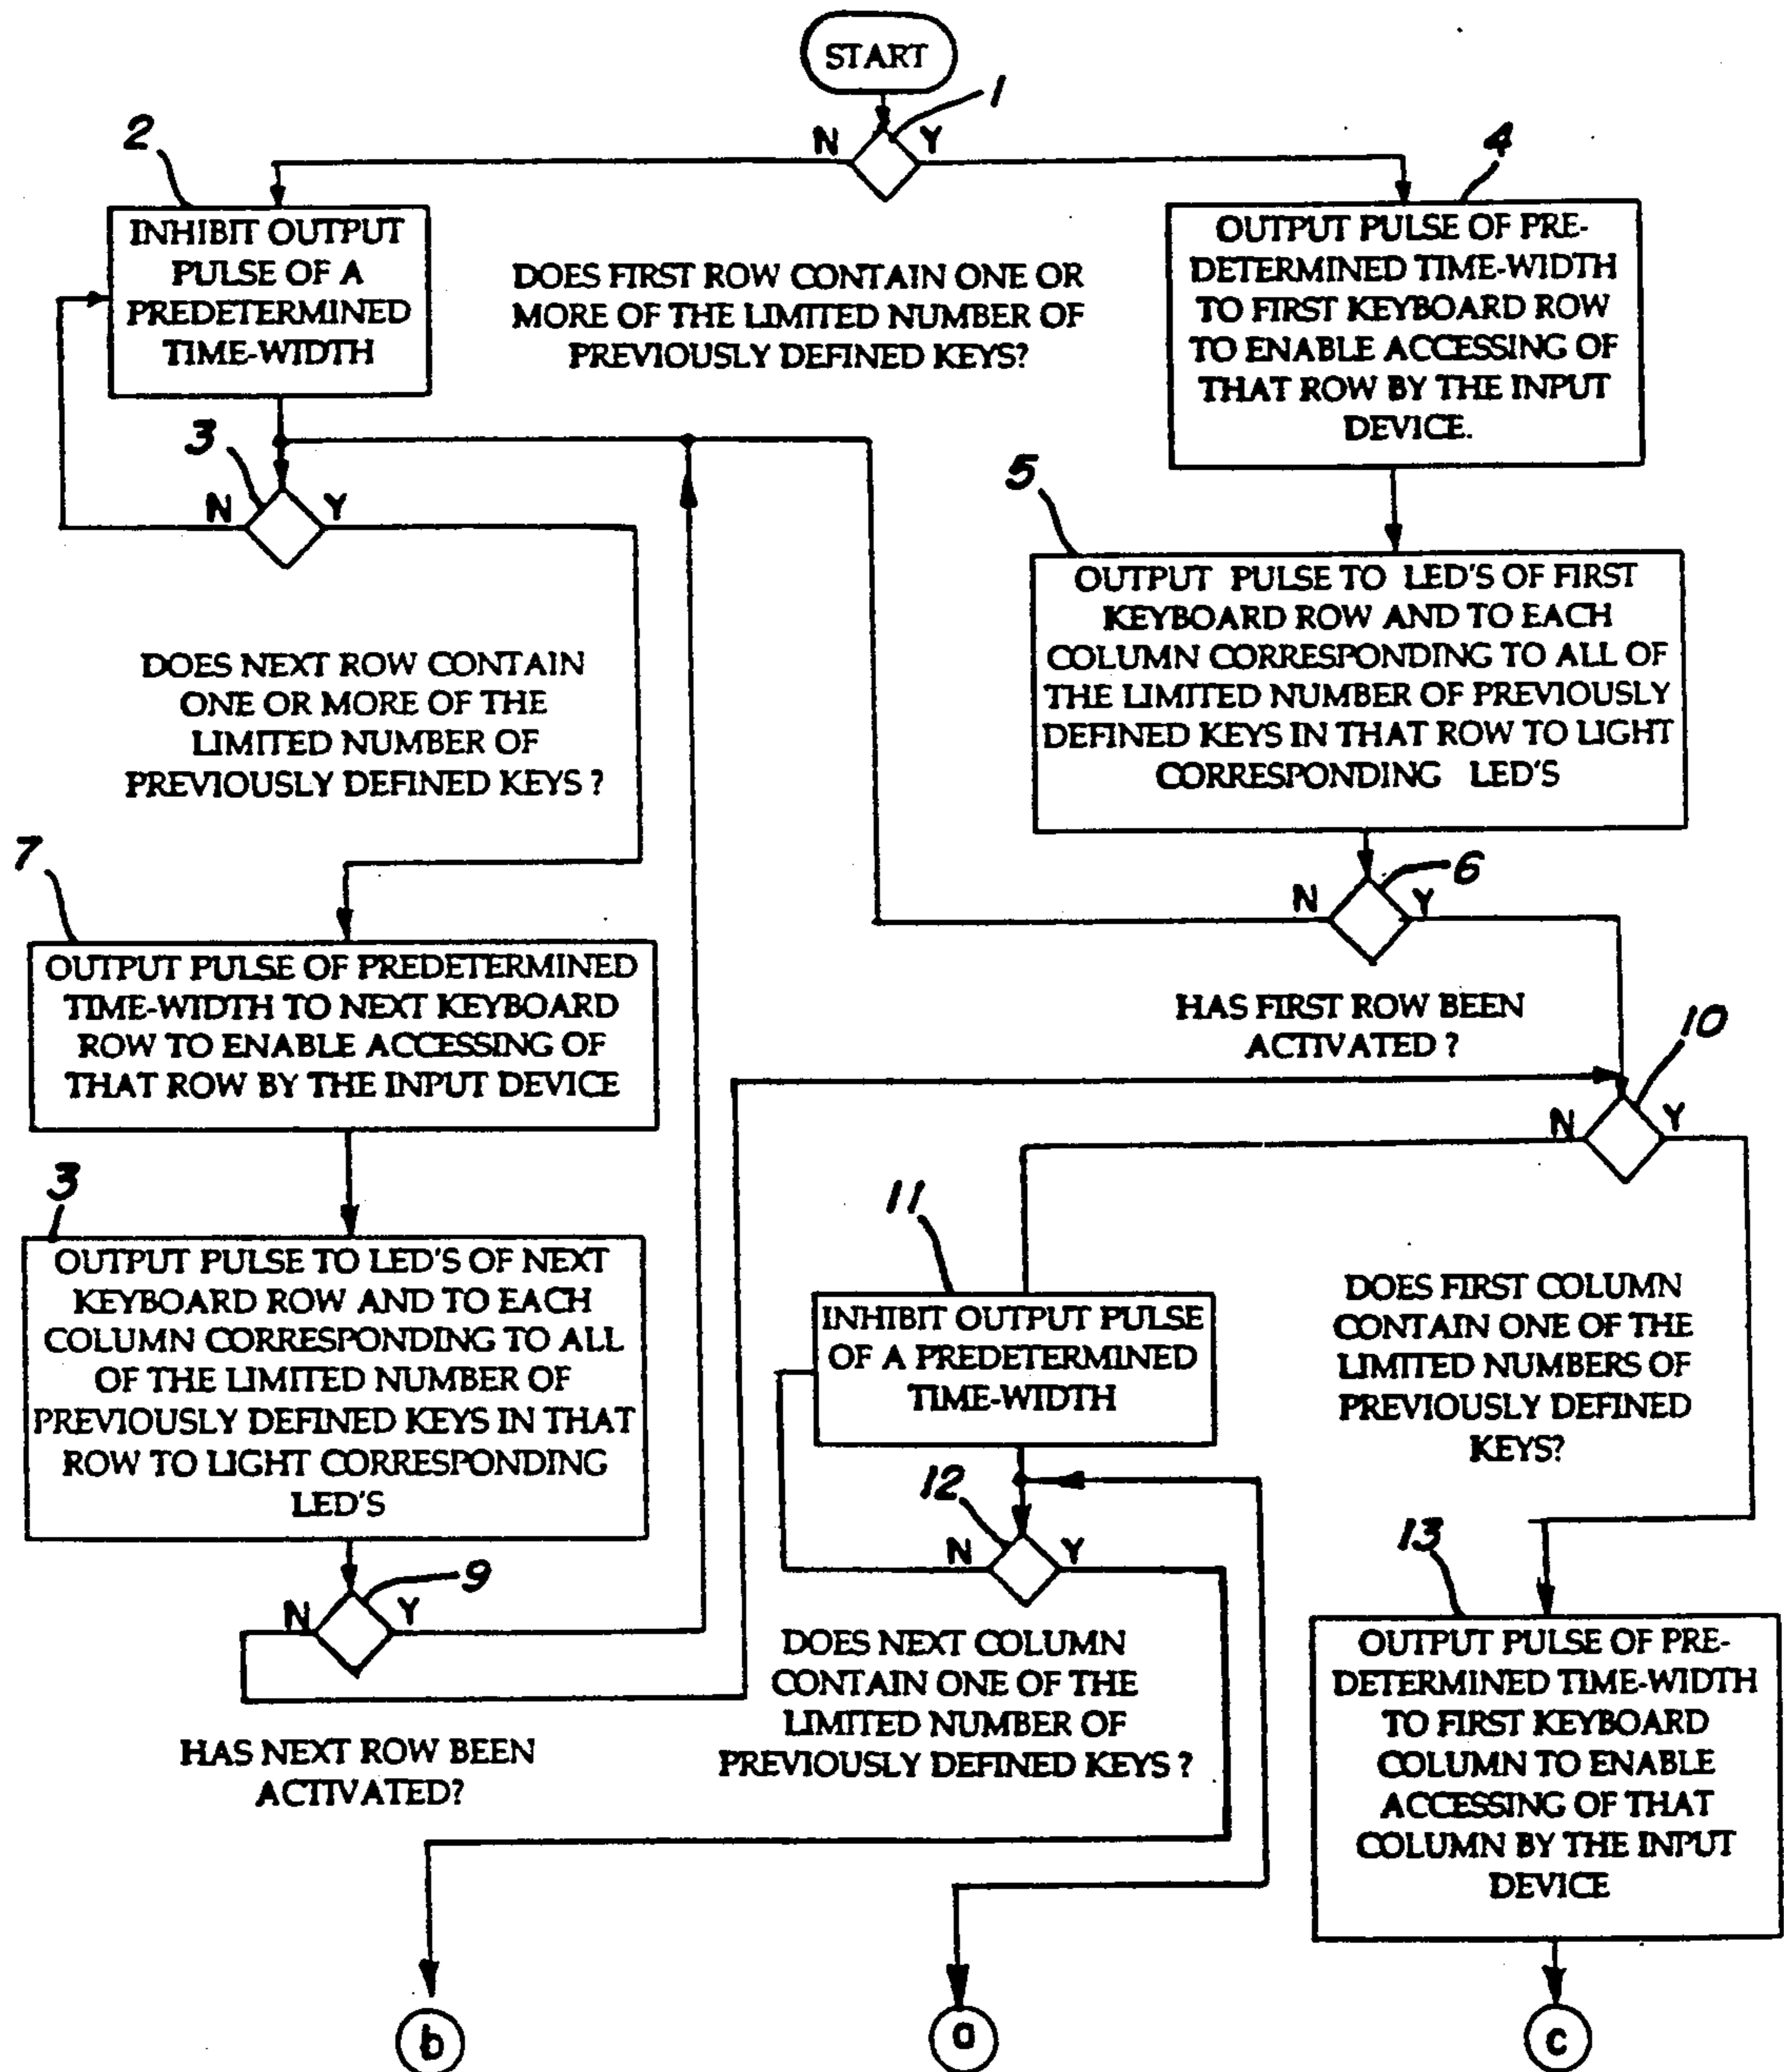 START
1
N
Y
2
INHIBIT OUTPUT
PULSE OF A
PREDETERMINED
TIME-WIDTH
DOES FIRST ROW CONTAIN ONE OR
MORE OF THE LIMITED NUMBER OF
PREVIOUSLY DEFINED KEYS?
4
OUTPUT PULSE OF PRE-
DETERMINED TIME-WIDTH
TO FIRST KEYBOARD ROW
TO ENABLE ACCESSING OF
THAT ROW BY THE INPUT
DEVICE.
3
N
Y
5
OUTPUT PULSE TO LED'S OF FIRST
KEYBOARD ROW AND TO EACH
COLUMN CORRESPONDING TO ALL OF
THE LIMITED NUMBER OF PREVIOUSLY
DEFINED KEYS IN THAT ROW TO LIGHT
CORRESPONDING LED'S
DOES NEXT ROW CONTAIN
ONE OR MORE OF THE
LIMITED NUMBER OF
PREVIOUSLY DEFINED KEYS ?
6
N
Y
7
OUTPUT PULSE OF PREDETERMINED
TIME-WIDTH TO NEXT KEYBOARD
ROW TO ENABLE ACCESSING OF
THAT ROW BY THE INPUT DEVICE
HAS FIRST ROW BEEN
ACTIVATED ?
10
N
Y
3
OUTPUT PULSE TO LED'S OF NEXT
KEYBOARD ROW AND TO EACH
COLUMN CORRESPONDING TO ALL
OF THE LIMITED NUMBER OF
PREVIOUSLY DEFINED KEYS IN THAT
ROW TO LIGHT CORRESPONDING
LED'S
11
INHIBIT OUTPUT PULSE
OF A PREDETERMINED
TIME-WIDTH
DOES FIRST COLUMN
CONTAIN ONE OF THE
LIMITED NUMBERS OF
PREVIOUSLY DEFINED
KEYS?
12
N
Y
9
N
Y
DOES NEXT COLUMN
CONTAIN ONE OF THE
LIMITED NUMBER OF
PREVIOUSLY DEFINED KEYS ?
13
OUTPUT PULSE OF PRE-
DETERMINED TIME-WIDTH
TO FIRST KEYBOARD
COLUMN TO ENABLE
ACCESSING OF THAT
COLUMN BY THE INPUT
DEVICE
HAS NEXT ROW BEEN
ACTIVATED?
b
a
c